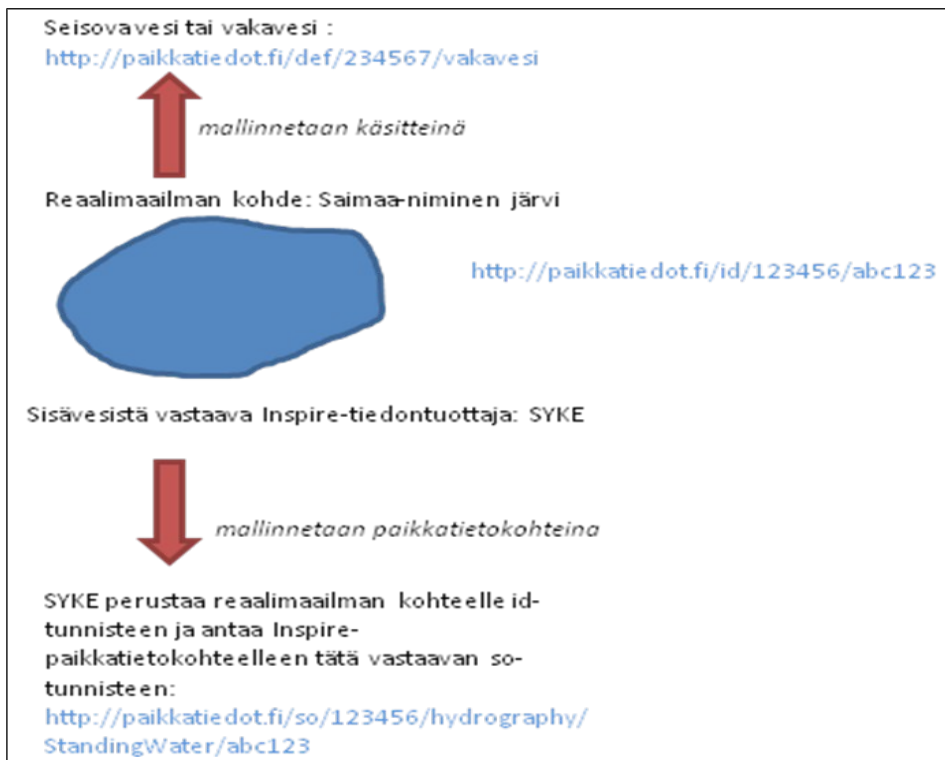 Seisova vesi tai vakavesi :
http://paikkatiedot.fi/def/234567/vakavesi
mallinnetaan käsitteinä
Reaalimaailman kohde: Saimaa-niminen järvi
http://paikkatiedot.fi/id/123456/abc123
Sisävesistä vastaava Inspire-tiedontuottaja: SYKE
mallinnetaan paikkatietokohteina
SYKE perustaa reaalimaailman kohteelle id-
tunnisteen ja antaa Inspire-
paikkatietokohteelleen tätä vastaavan so-
tunnisteen:
http://paikkatiedot.fi/so/123456/hydrography/
StandingWater/abc123